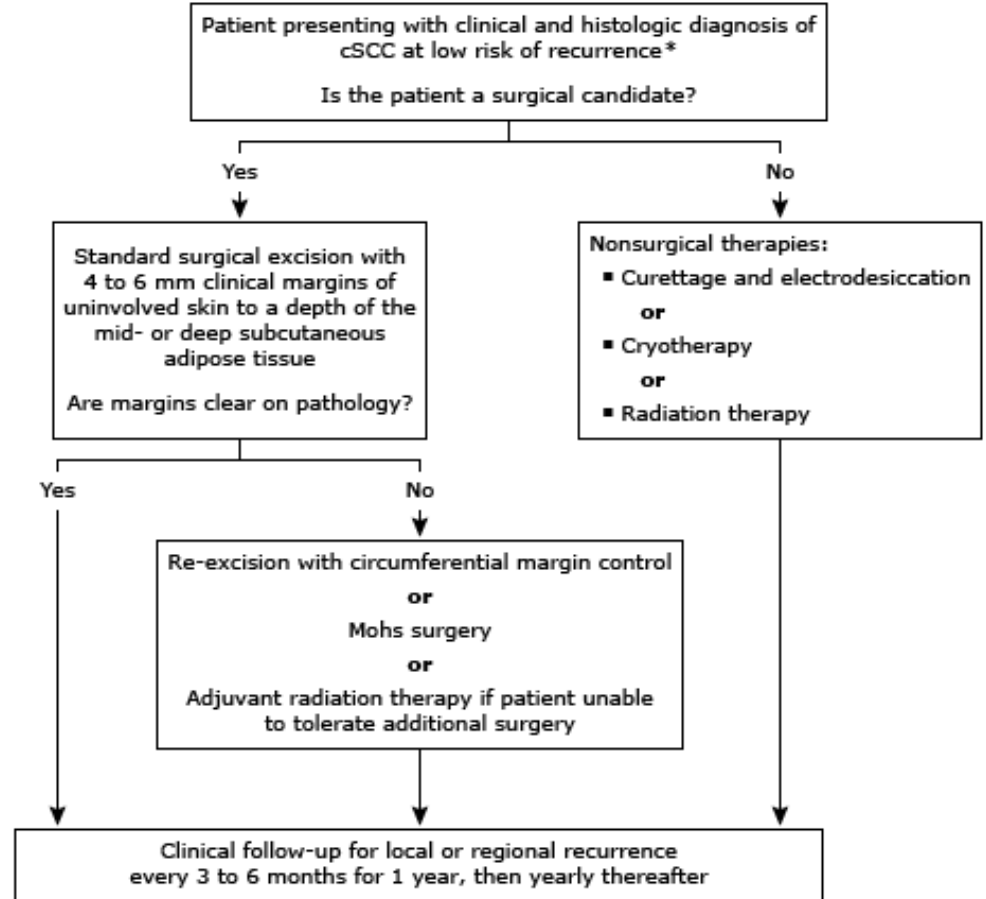 Patient presenting with clinical and histologic diagnosis of
cSCC at low risk of recurrence*
Is the patient a surgical candidate?
Yes
No
Standard surgical excision with
4 to 6 mm clinical margins of
uninvolved skin to a depth of the
mid- or deep subcutaneous
adipose tissue
Are margins clear on pathology?
Nonsurgical therapies:
▪ Curettage and electrodesiccation
or
▪ Cryotherapy
or
▪ Radiation therapy
Yes
No
Re-excision with circumferential margin control
or
Mohs surgery
or
Adjuvant radiation therapy if patient unable
to tolerate additional surgery
Clinical follow-up for local or regional recurrence
every 3 to 6 months for 1 year, then yearly thereafter